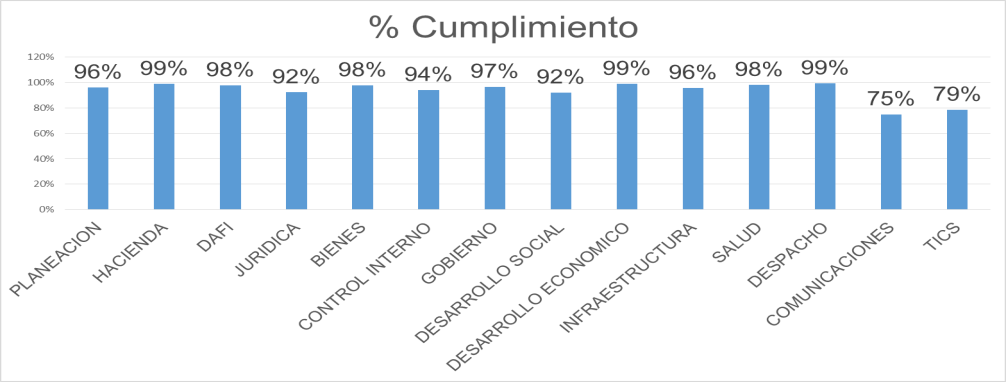 % Cumplimiento
120%
100%
80%
60%
40%
20%
0%
96%
99%
98%
92%
98%
94%
97%
92%
99%
96%
98%
99%
75%
79%
PLANEACION
HACIENDA
DAFI
JURIDICA
BIENES
CONTROL INTERNO
GOBIERNO
DESARROLLO SOCIAL
DESARROLLO ECONOMICO
INFRAESTRUCTURA
SALUD
DESPACHO
COMUNICACIONES
TICS